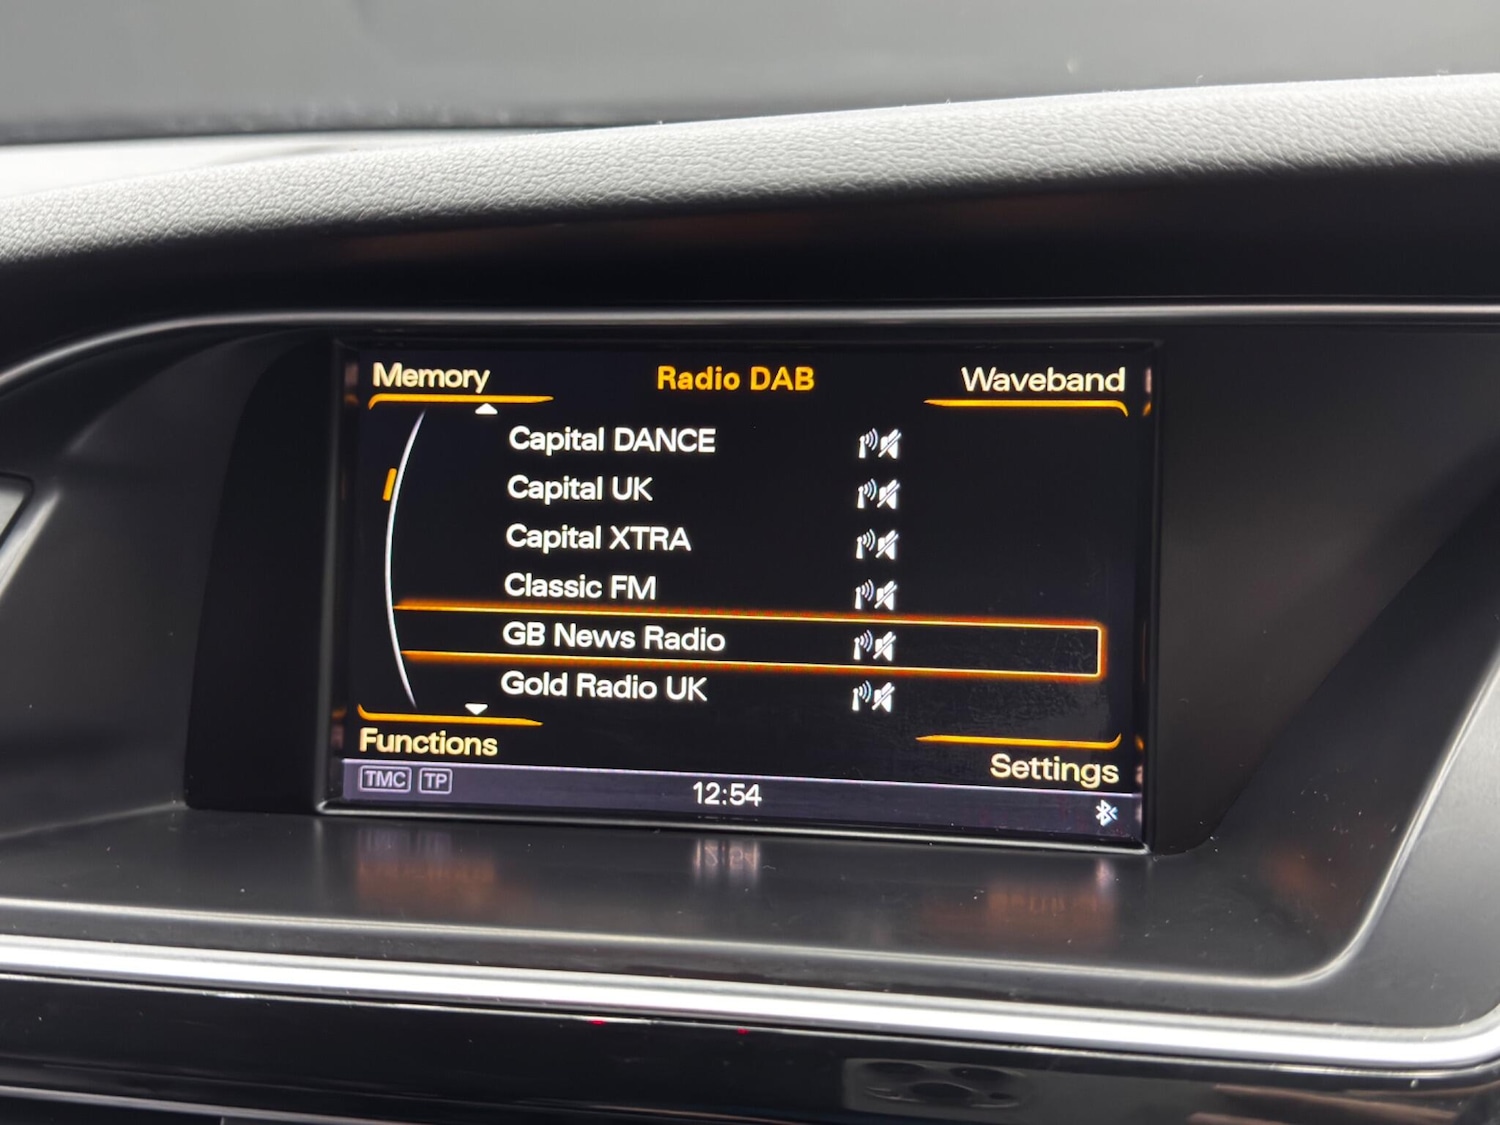 Memory
Radio DAB
Waveband
Capital DANCE
Capital UK
Capital XTRA
Classic FM
GB News Radio
Gold Radio UK
Functions
Settings
TMC TP
12:54